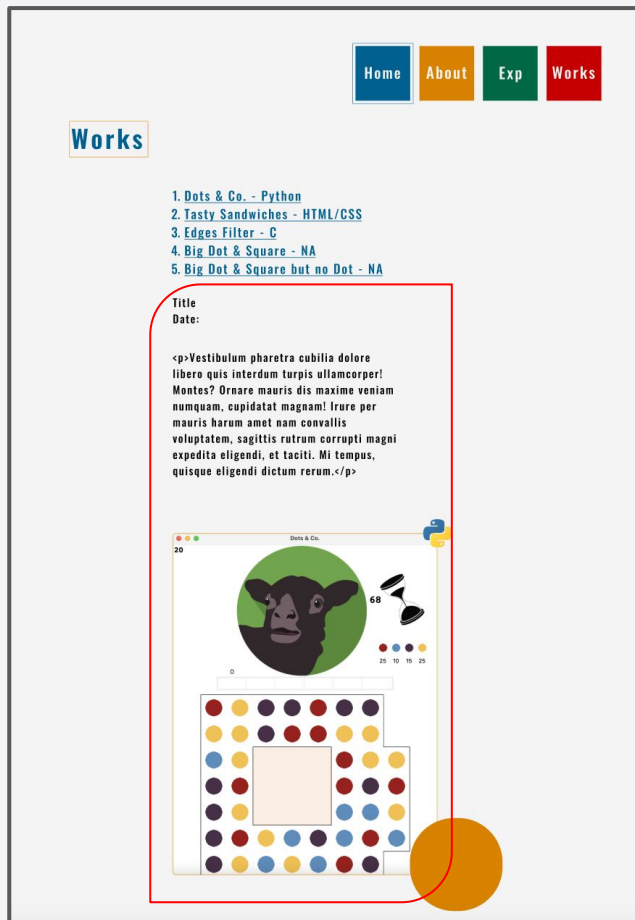 Home About Exp Works
Works
1. Dots & Co. - Python
2. Tasty Sandwiches - HTML/CSS
3. Edges Filter - C
4. Big Dot & Square - NA
5. Big Dot & Square but no Dot - NA
Title
Date:
<p>Vestibulum pharetra cubilia dolore
libero quis interdum turpis ullamcorper!
Montes? Ornare mauris dis maxime veniam
numquam, cupidatat magnam! Irure per
mauris harum amet nam convallis
voluptatem, sagittis rutrum corrupti magni
expedita eligendi, et taciti. Mi tempus,
quisque eligendi dictum rerum.</p>
Dots & Co.
20
68
25 10 15 25
0